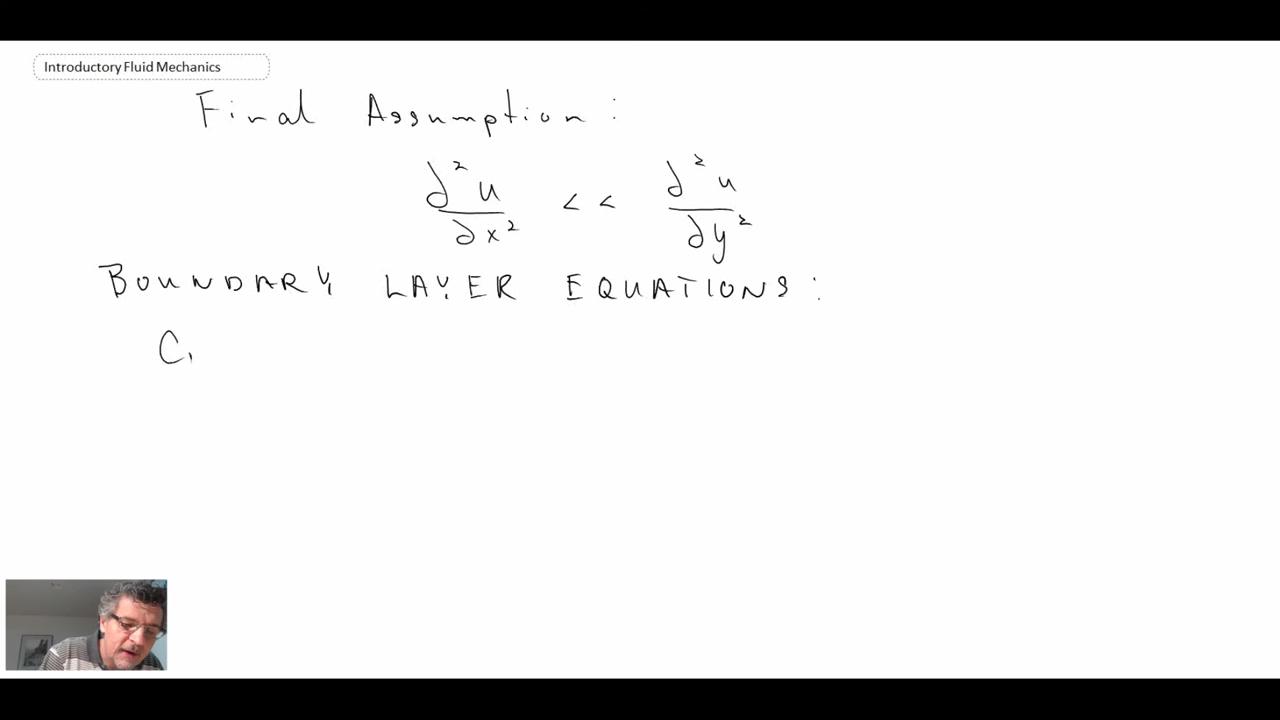 Introductory Fluid Mechanics
Final Assumption:
∂²u/∂x² << ∂²u/∂y²
BOUNDARY LAYER EQUATIONS:
C